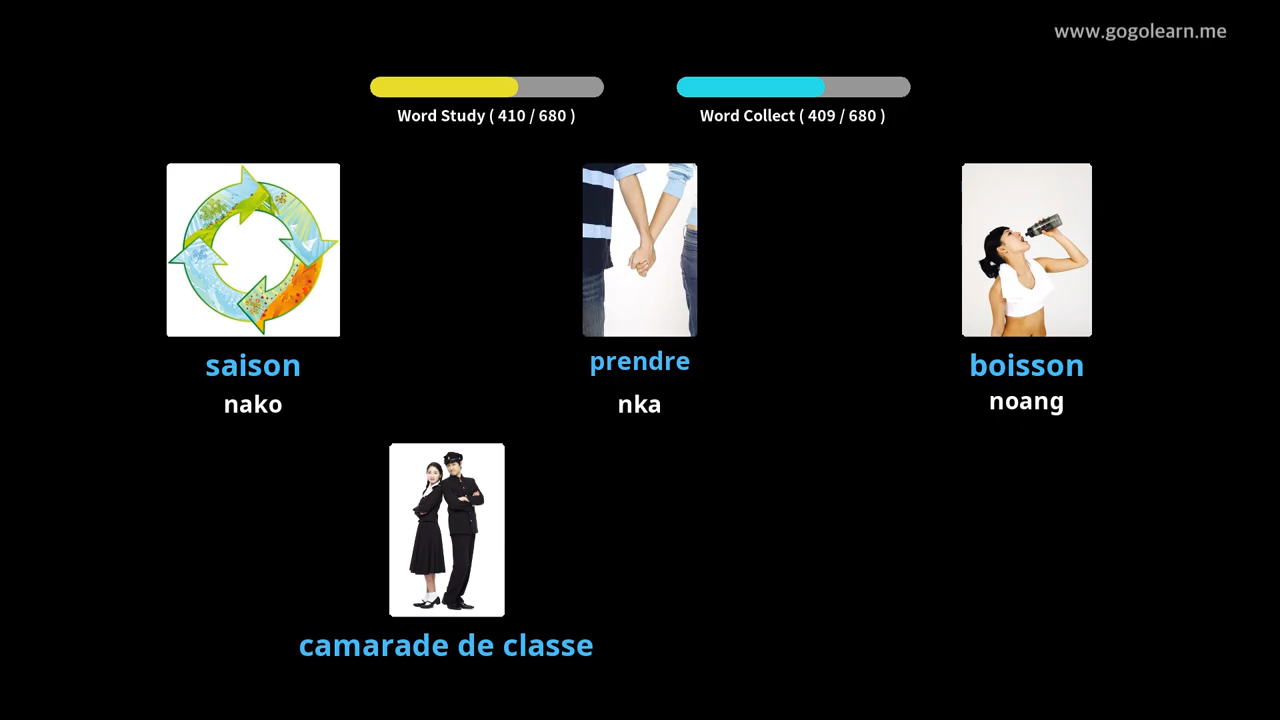 www.gogolearn.me
Word Study ( 410 / 680 )
Word Collect ( 409 / 680 )
saison
nako
prendre
nka
boisson
noang
camarade de classe